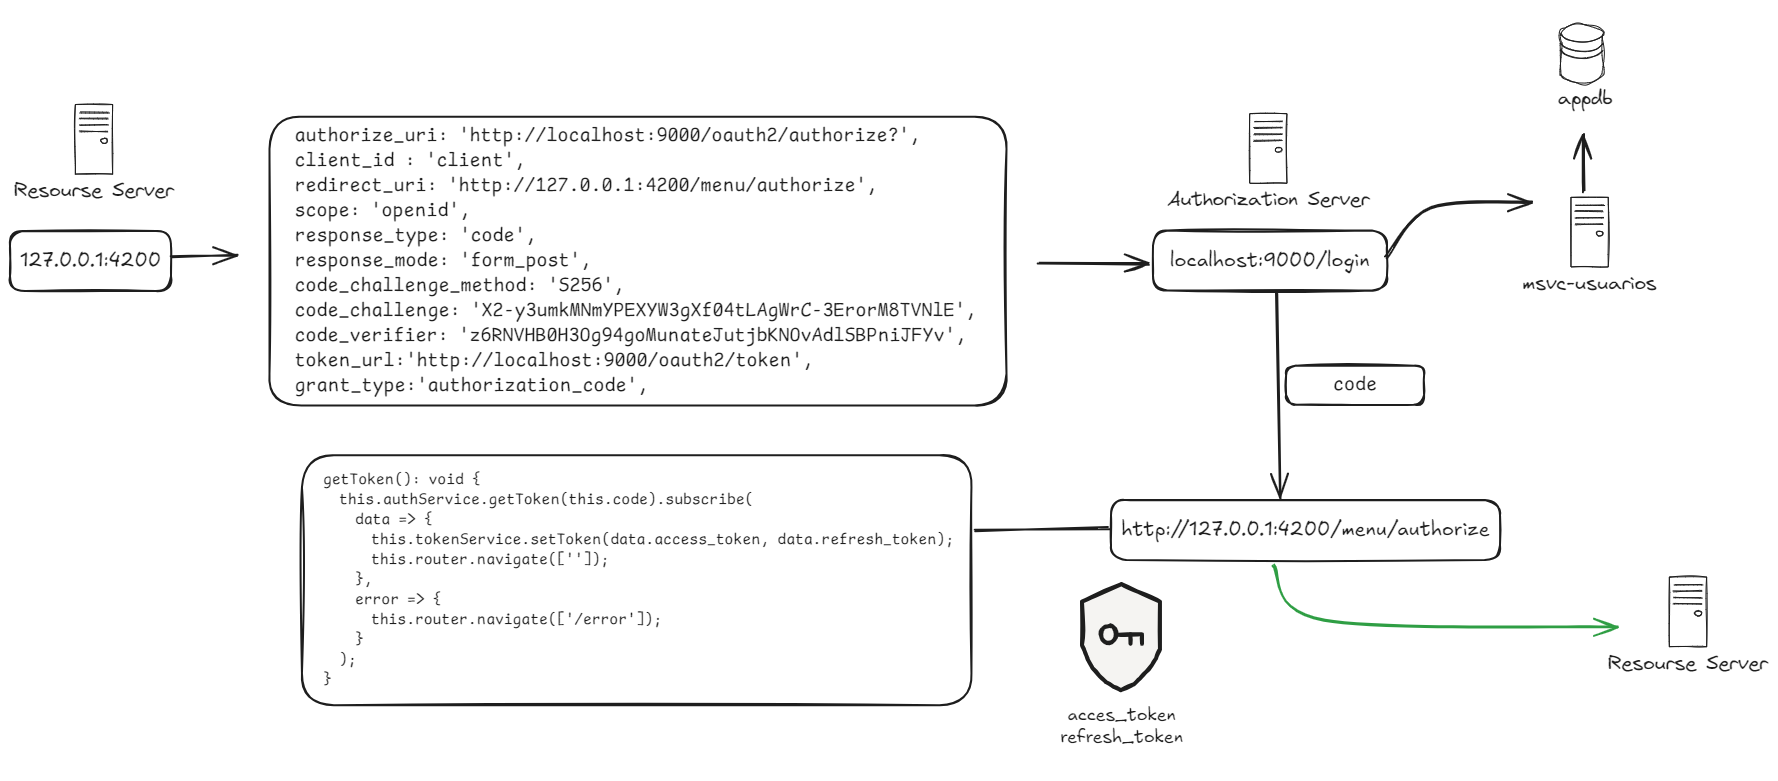 appdb
Resourse Server
127.0.0.1:4200
authorize_uri: 'http://localhost:9000/oauth2/authorize?',
client_id : 'client',
redirect_uri: 'http://127.0.0.1:4200/menu/authorize',
scope: 'openid',
response_type: 'code',
response_mode: 'form_post',
code_challenge_method: 'S256',
code_challenge: 'X2-y3umkMNmYPEXYW3gXf04tLAgWrC-3ErorM8TVNlE',
code_verifier: 'z6RNVHB0H3Og94goMunateJutjbKNOvAdlSBPniJFYv',
token_url:'http://localhost:9000/oauth2/token',
grant_type:'authorization_code',
Authorization Server
localhost:9000/login
msvc-usuarios
code
http://127.0.0.1:4200/menu/authorize
getToken(): void {
this.authService.getToken(this.code).subscribe(
data => {
this.tokenService.setToken(data.access_token, data.refresh_token);
this.router.navigate(['']);
},
error => {
this.router.navigate(['/error']);
}
);
}
acces_token
refresh_token
Resourse Server